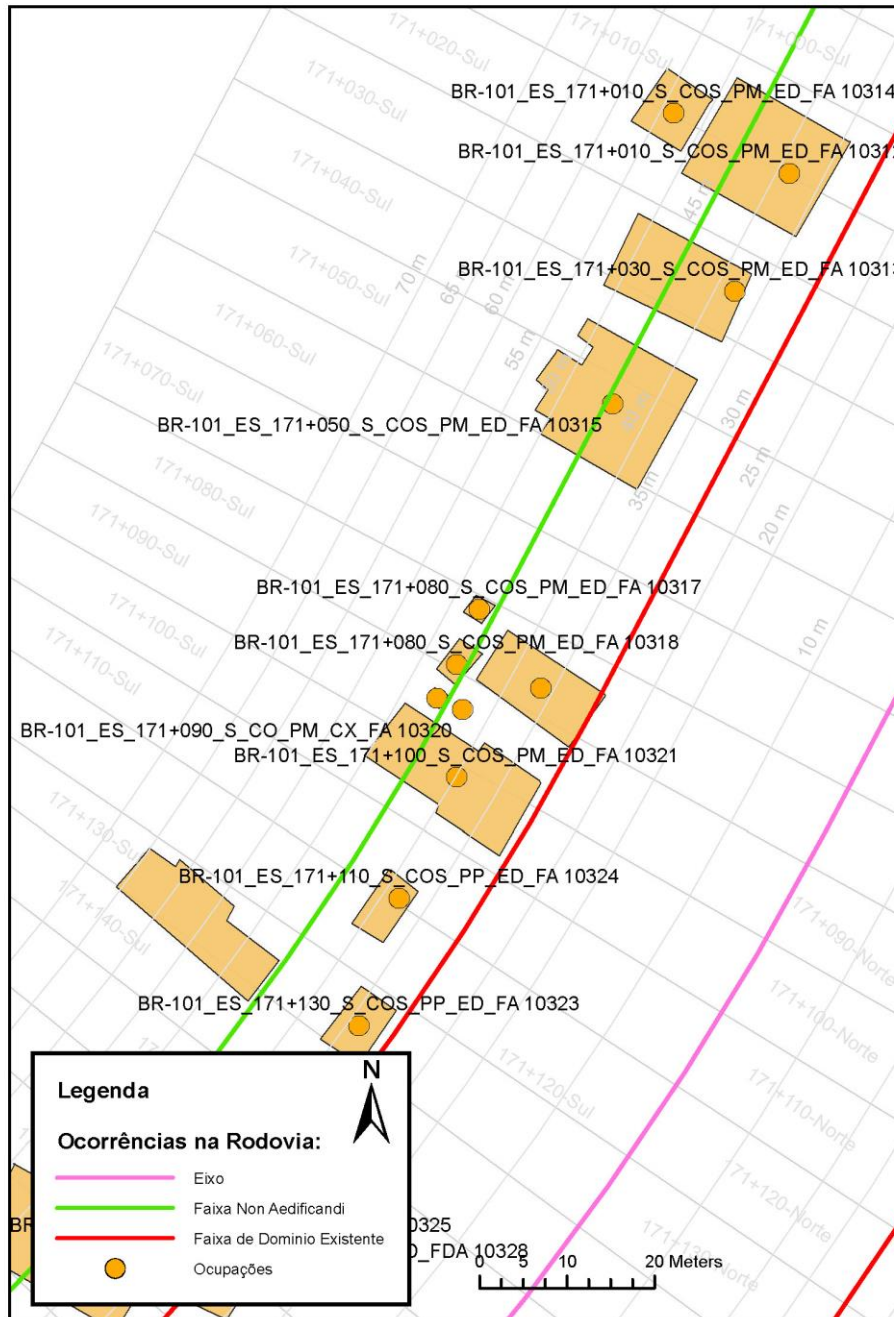 171+000-Sul
171+010-Sul
171+020-Sul
171+030-Sul
BR-101_ES_171+010_S_COS_PM_ED_FA 10314
171+040-Sul
BR-101_ES_171+010_S_COS_PM_ED_FA
45 m
171+050-Sul
70 m
BR-101_ES_171+030_S_COS_PM_ED_FA 10313
60 m
171+060-Sul
55 m
171+070-Sul
30 m
BR-101_ES_171+050_S_COS_PM_ED_FA 10315
25 m
171+080-Sul
35 m
20 m
171+090-Sul
BR-101_ES_171+080_S_COS_PM_ED_FA 10317
171+100-Sul
10 m
BR-101_ES_171+080_S_COS_PM_ED_FA 10318
171+110-Sul
BR-101_ES_171+090_S_CO_PM_CX_FA 10320
BR-101_ES_171+100_S_COS_PM_ED_FA 10321
171+130-Sul
BR-101_ES_171+110_S_COS_PP_ED_FA 10324
171+140-Sul
171+090-Norte
BR-101_ES_171+130_S_COS_PP_ED_FA 10323
171+100-Norte
171+120-Sul
171+110-Norte
N
Legenda
Ocorrências na Rodovia:
Eixo
Faixa Non Aedificandi
Faixa de Dominio Existente
Ocupações
171+120-Norte
171+130-Norte
_FDA 10328
0 5 10 20 Meters